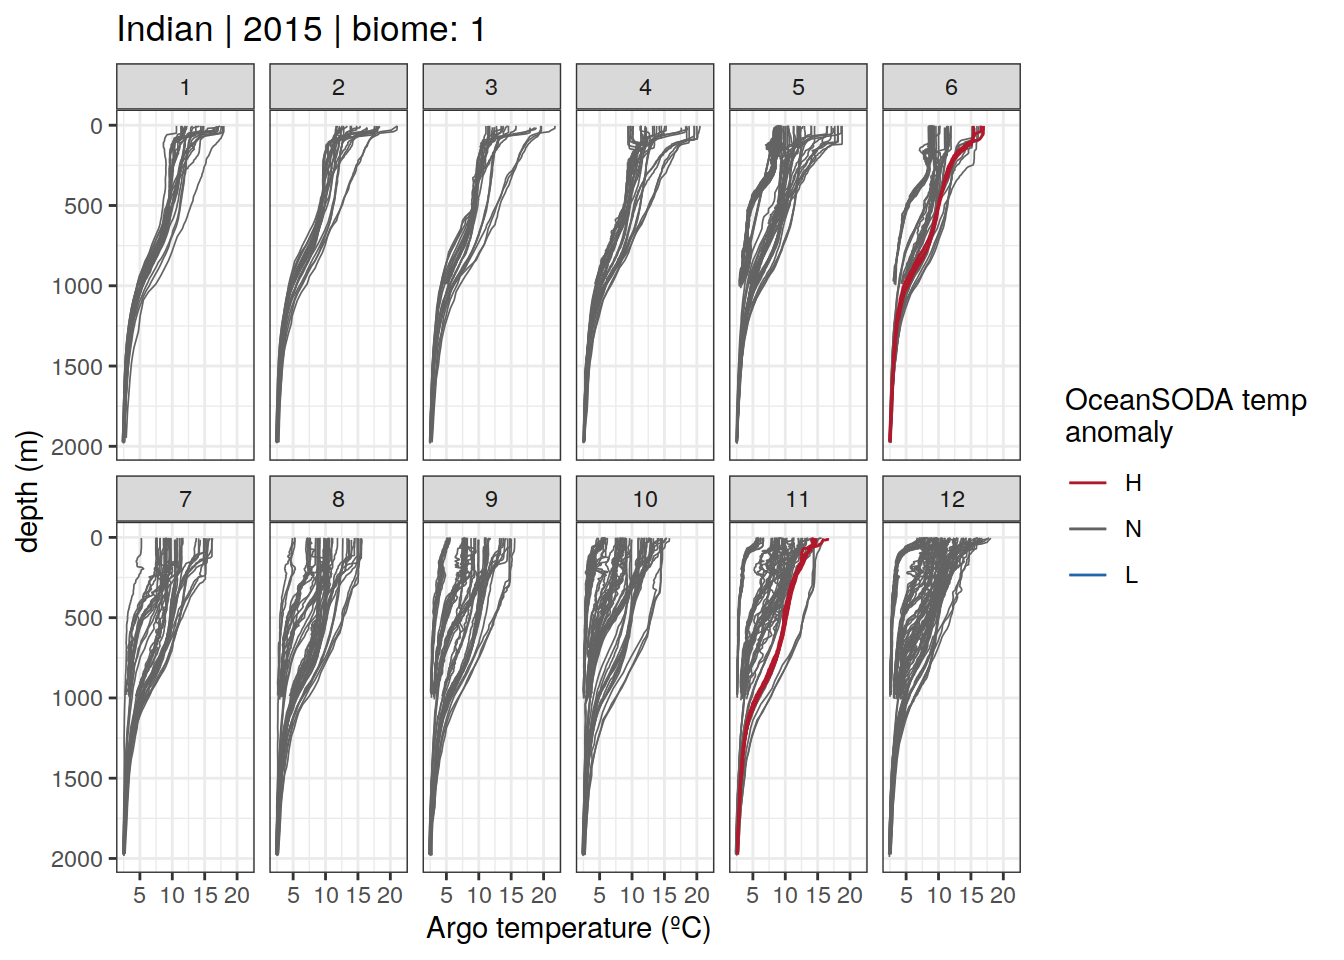 Indian | 2015 | biome: 1
1 2 3 4 5 6
0
500
1000
1500
2000
7 8 9 10 11 12
0
500
1000
1500
2000
5 10 15 20 5 10 15 20 5 10 15 20 5 10 15 20 5 10 15 20 5 10 15 20
Argo temperature (ºC)
depth (m)
OceanSODA temp
anomaly
H
N
L